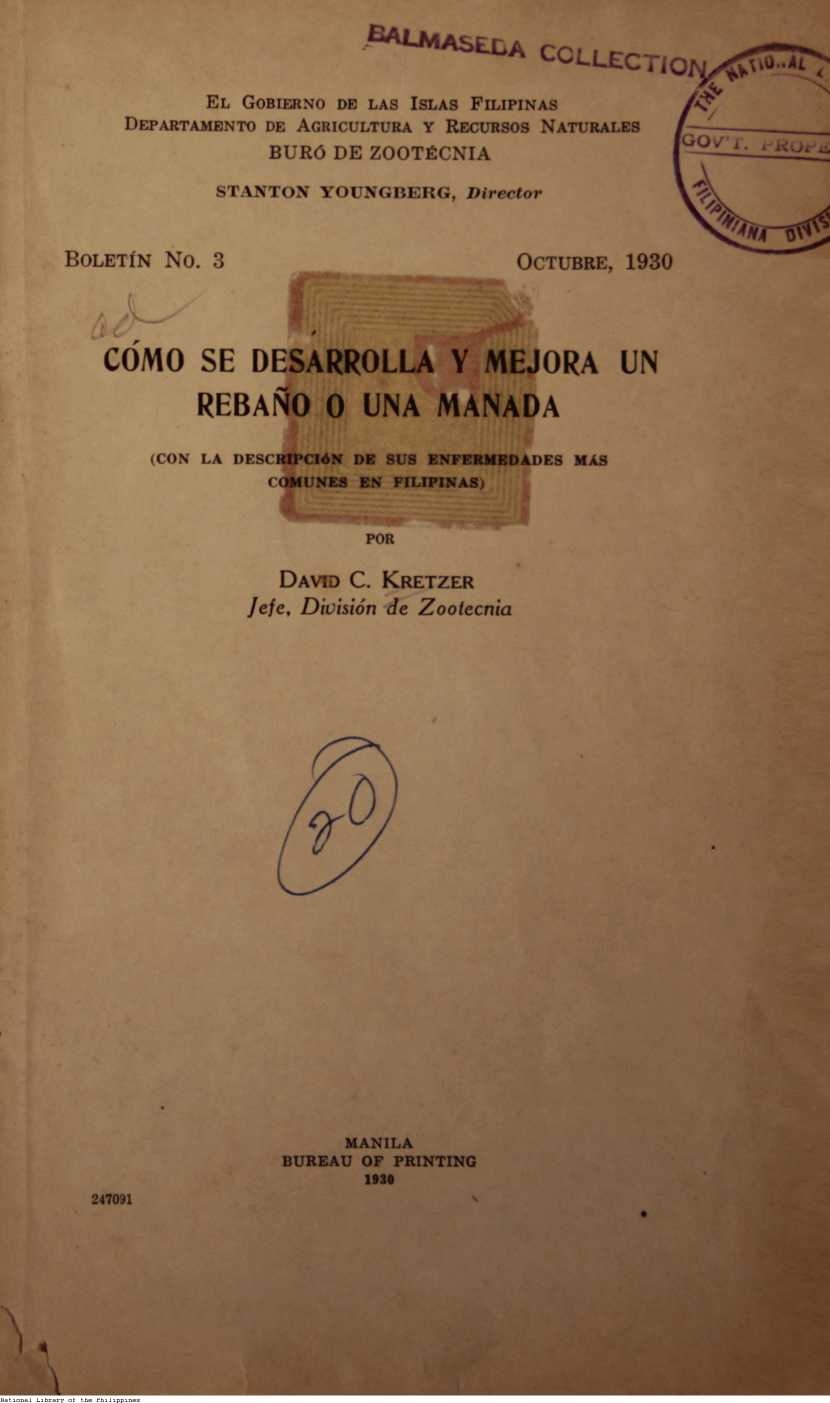 BALMASEDA COLLECTION
THE NATIONAL
GOV'T. PROPE
FILIPINIANA DIVIS
EL GOBIERNO DE LAS ISLAS FILIPINAS
DEPARTAMENTO DE AGRICULTURA Y RECURSOS NATURALES
BURÓ DE ZOOTÉCNIA
STANTON YOUNGBERG, Director
BOLETÍN NO. 3 OCTUBRE, 1930
CÓMO SE DESARROLLA Y MEJORA UN
REBAÑO O UNA MANADA
(CON LA DESCRIPCIÓN DE SUS ENFERMEDADES MÁS
COMUNES EN FILIPINAS)
POR
DAVID C. KRETZER
Jefe, División de Zootecnia
20
MANILA
BUREAU OF PRINTING
1930
247091
National Library of the Philippines